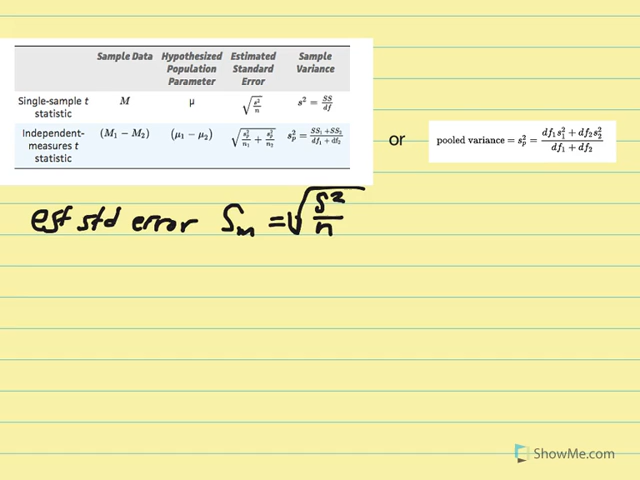 Sample Data Hypothesized Population Parameter Estimated Standard Error Sample Variance
Single-sample t statistic M μ √(s²/n) s² = SS/df
Independent-measures t statistic (M₁ − M₂) (μ₁ − μ₂) √(s²ₚ/n₁ + s²ₚ/n₂) s²ₚ = (SS₁+SS₂)/(df₁+df₂)
or
pooled variance = s²ₚ = (df₁s²₁ + df₂s²₂)/(df₁ + df₂)
est std error Sₘ = √(s²/n)
ShowMe.com